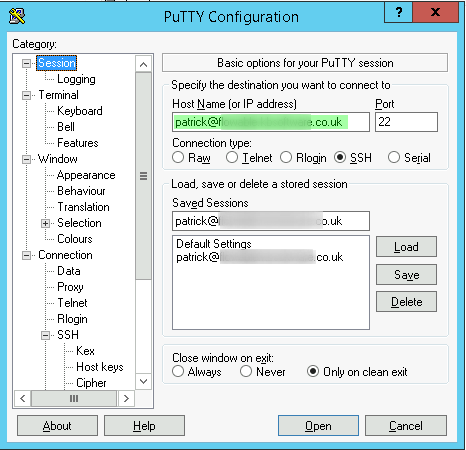 PuTTY Configuration
? X
Category:
Session
Logging
Terminal
Keyboard
Bell
Features
Window
Appearance
Behaviour
Translation
Selection
Colours
Connection
Data
Proxy
Telnet
Rlogin
SSH
Kex
Host keys
Cipher
Basic options for your PuTTY session
Specify the destination you want to connect to
Host Name (or IP address) Port
patrick@ .co.uk 22
Connection type:
Raw Telnet Rlogin SSH Serial
Load, save or delete a stored session
Saved Sessions
patrick@ .co.uk
Default Settings
patrick@ .co.uk
Load
Save
Delete
Close window on exit:
Always Never Only on clean exit
About Help Open Cancel